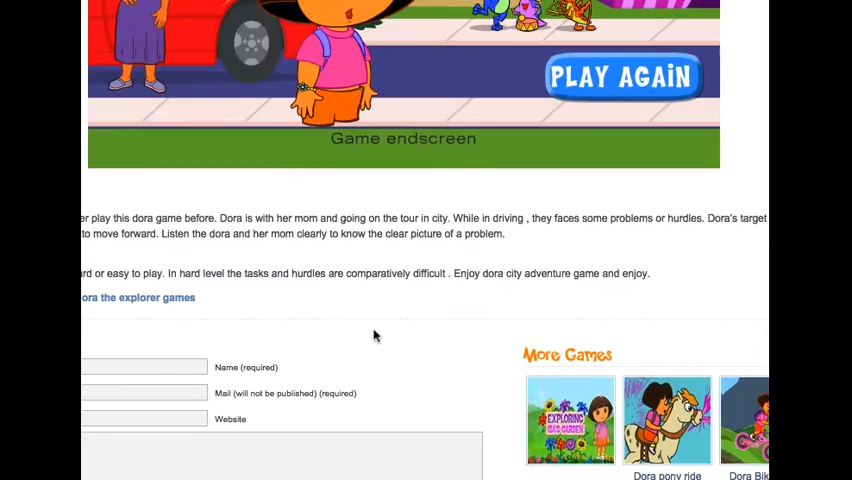 PLAY AGAIN
Game endscreen
er play this dora game before. Dora is with her mom and going on the tour in city. While in driving , they faces some problems or hurdles. Dora's target
to move forward. Listen the dora and her mom clearly to know the clear picture of a problem.
ard or easy to play. In hard level the tasks and hurdles are comparatively difficult . Enjoy dora city adventure game and enjoy.
ora the explorer games
Name (required)
Mail (will not be published) (required)
Website
More Games
EXPLORING
ISA'S GARDEN
Dora pony ride
Dora Bik